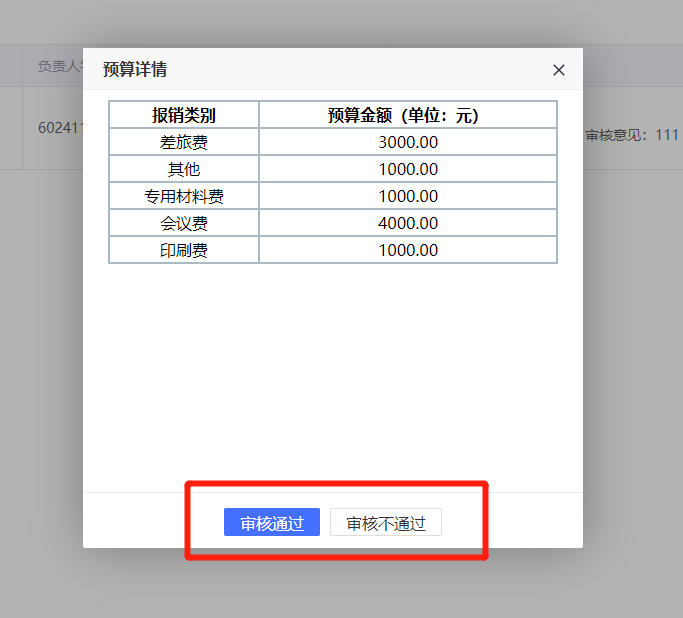 负责人
预算详情
报销类别 预算金额（单位：元）
差旅费 3000.00
602411
审核意见：111
其他 1000.00
专用材料费 1000.00
会议费 4000.00
印刷费 1000.00
审核通过 审核不通过